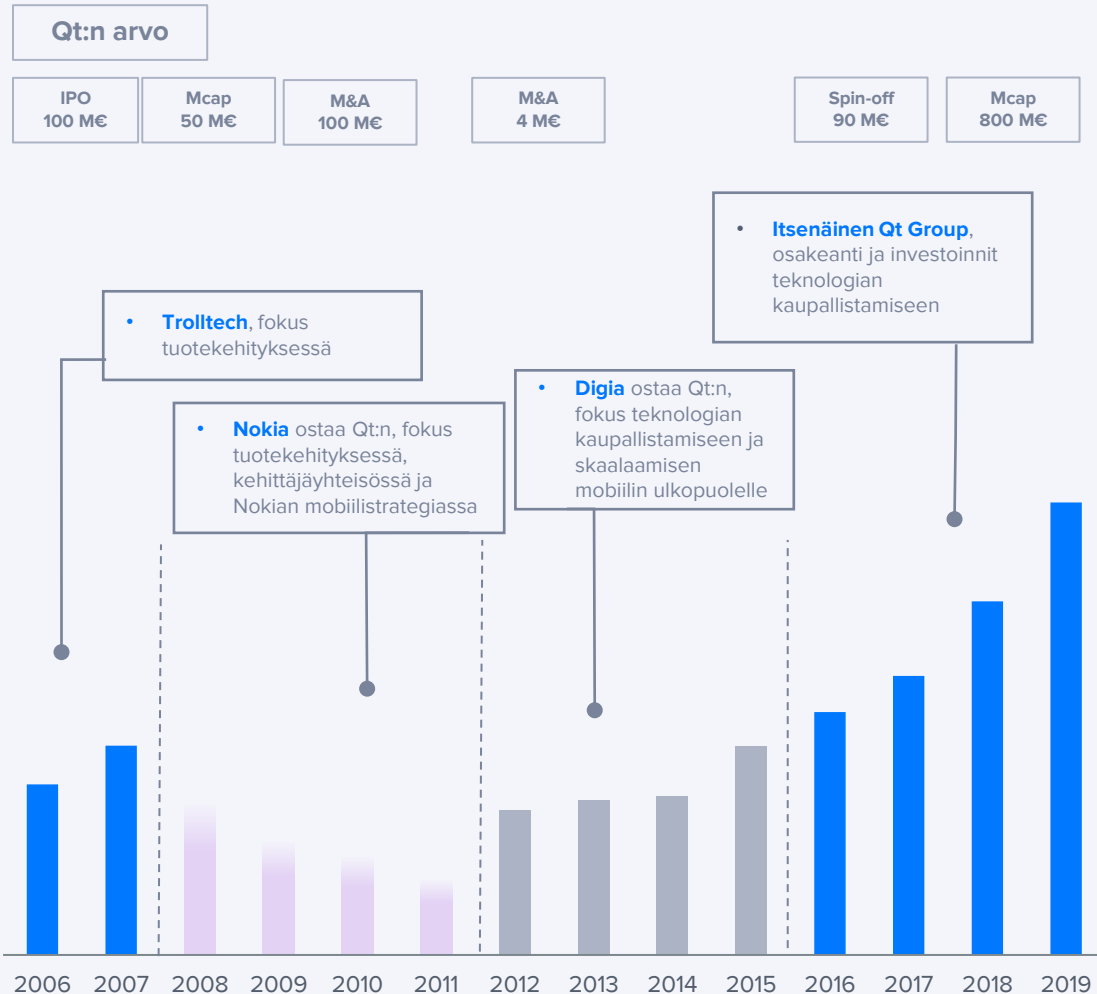 Qt:n arvo
IPO
100 M€
Mcap
50 M€
M&A
100 M€
M&A
4 M€
Spin-off
90 M€
Mcap
800 M€
• Itsenäinen Qt Group,
osakeanti ja investoinnit
teknologian
kaupallistamiseen
• Trolltech, fokus
tuotekehityksessä
• Digia ostaa Qt:n,
fokus teknologian
kaupallistamiseen ja
skaalaamisen
mobiilin ulkopuolelle
• Nokia ostaa Qt:n, fokus
tuotekehityksessä,
kehittäjäyhteisössä ja
Nokian mobiilistrategiassa
2006 2007 2008 2009 2010 2011 2012 2013 2014 2015 2016 2017 2018 2019